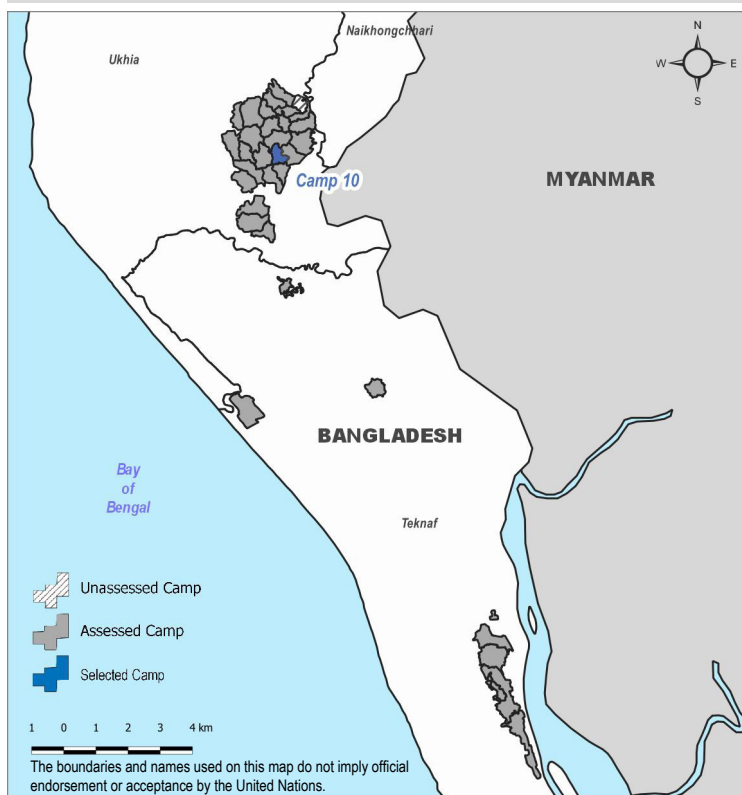 Naikhongchhari
Ukhia
N
W E
S
Camp 10
MYANMAR
BANGLADESH
Bay
of
Bengal
Teknaf
Unassessed Camp
Assessed Camp
Selected Camp
1 0 1 2 3 4 km
The boundaries and names used on this map do not imply official
endorsement or acceptance by the United Nations.